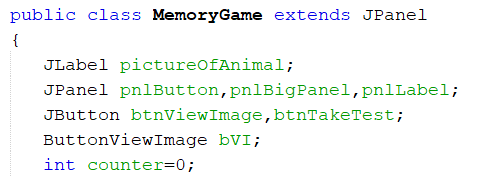 public class MemoryGame extends JPanel
{
JLabel pictureOfAnimal;
JPanel pnlButton,pnlBigPanel,pnlLabel;
JButton btnViewImage,btnTakeTest;
ButtonViewImage bVI;
int counter=0;